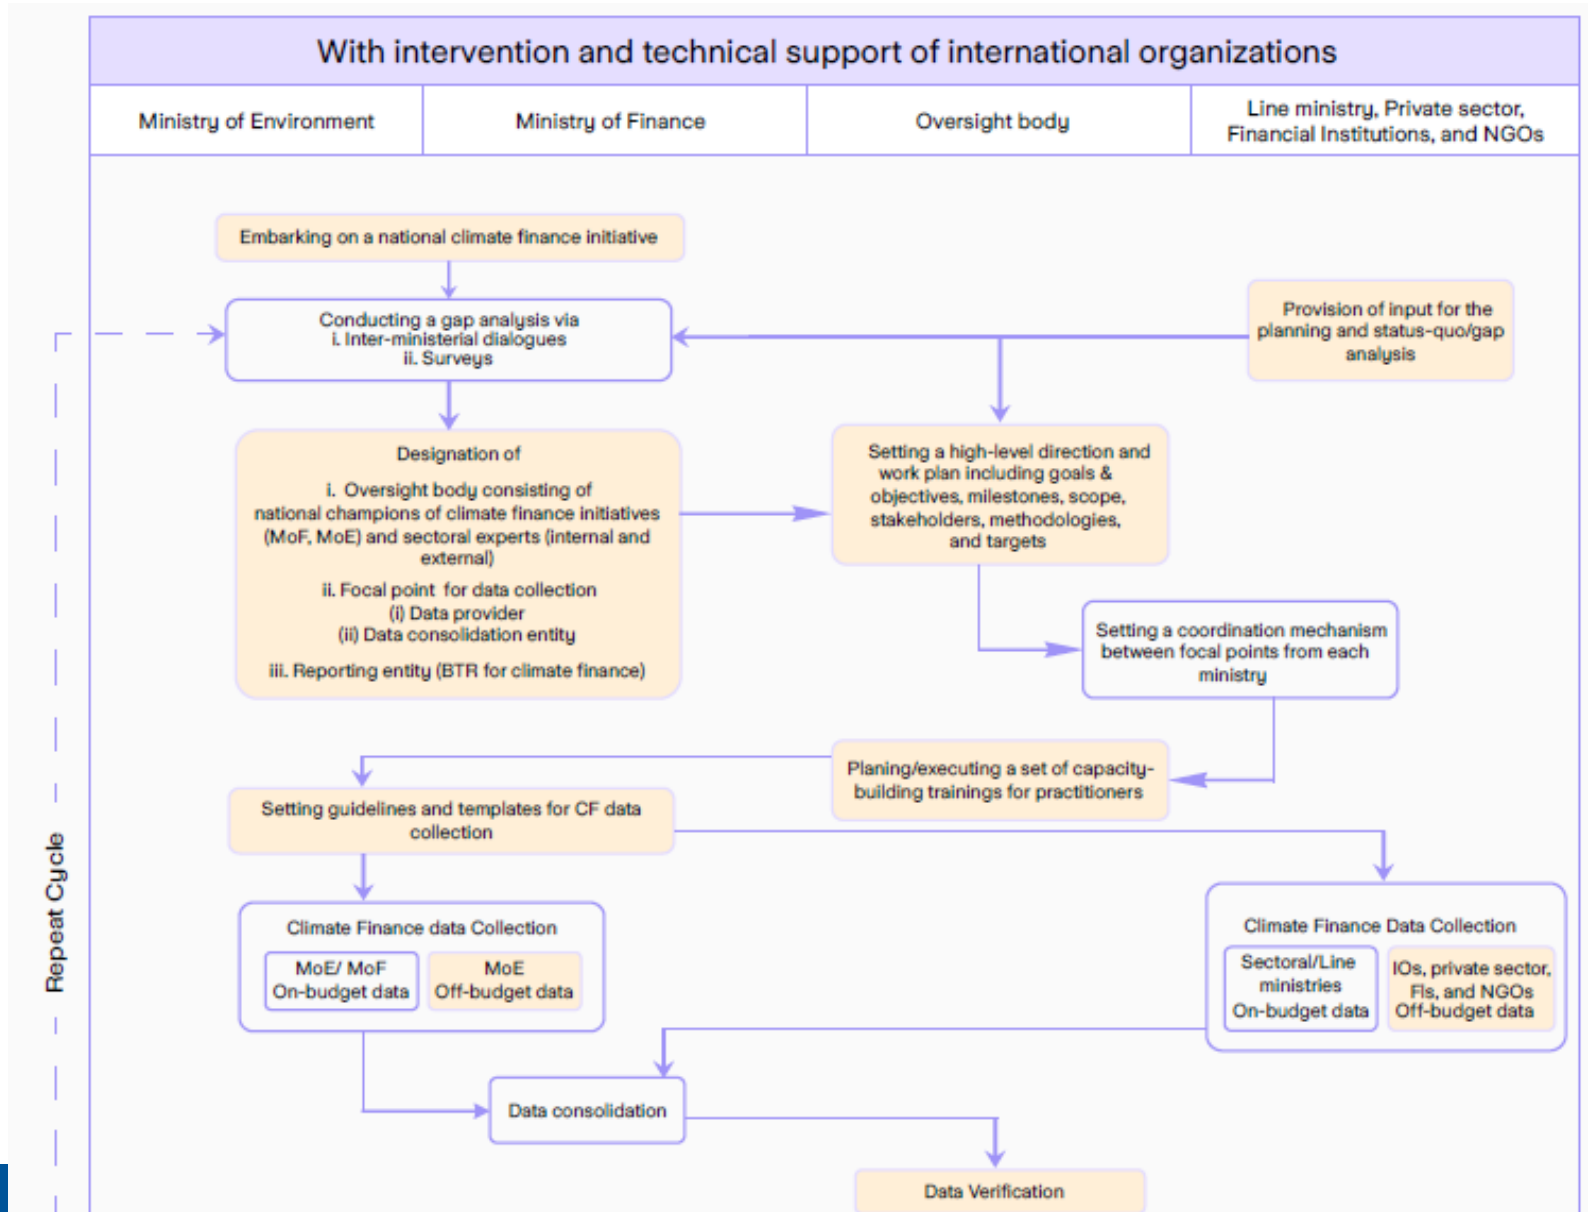 With intervention and technical support of international organizations
Ministry of Environment
Ministry of Finance
Oversight body
Line ministry, Private sector,
Financial Institutions, and NGOs
Embarking on a national climate finance initiative
Conducting a gap analysis via
i. Inter-ministerial dialogues
ii. Surveys
Provision of input for the
planning and status-quo/gap
analysis
Designation of
i. Oversight body consisting of
national champions of climate finance initiatives
(MoF, MoE) and sectoral experts (internal and
external)
ii. Focal point for data collection
(i) Data provider
(ii) Data consolidation entity
iii. Reporting entity (BTR for climate finance)
Setting a high-level direction and
work plan including goals &
objectives, milestones, scope,
stakeholders, methodologies,
and targets
Setting a coordination mechanism
between focal points from each
ministry
Planing/executing a set of capacity-
building trainings for practitioners
Setting guidelines and templates for CF data
collection
Climate Finance data Collection
MoE/ MoF
On-budget data
MoE
Off-budget data
Climate Finance Data Collection
Sectoral/Line
ministries
On-budget data
IOs, private sector,
FIs, and NGOs
Off-budget data
Data consolidation
Data Verification
Repeat Cycle